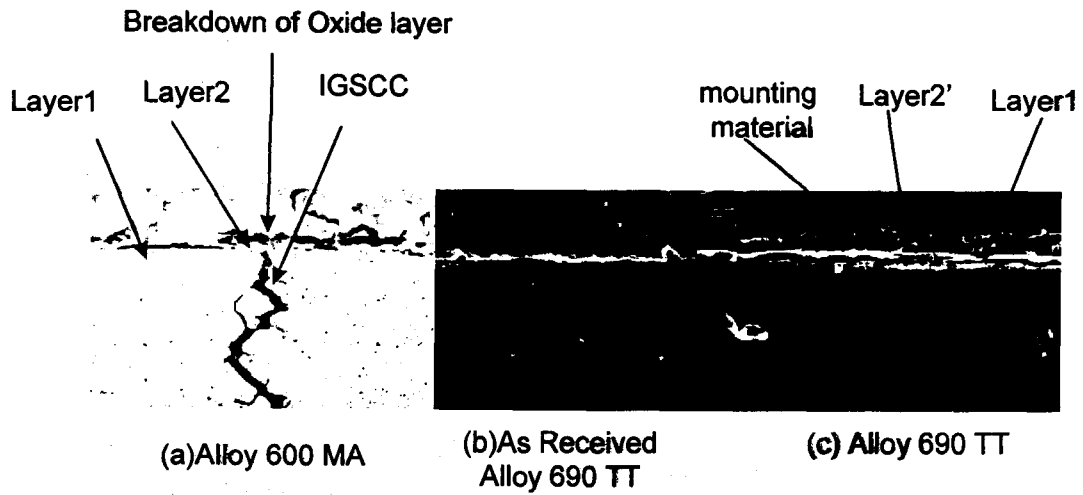 Breakdown of Oxide layer
Layer1
Layer2
IGSCC
mounting
material
Layer2’
Layer1
(a)Alloy 600 MA
(b)As Received
Alloy 690 TT
(c) Alloy 690 TT